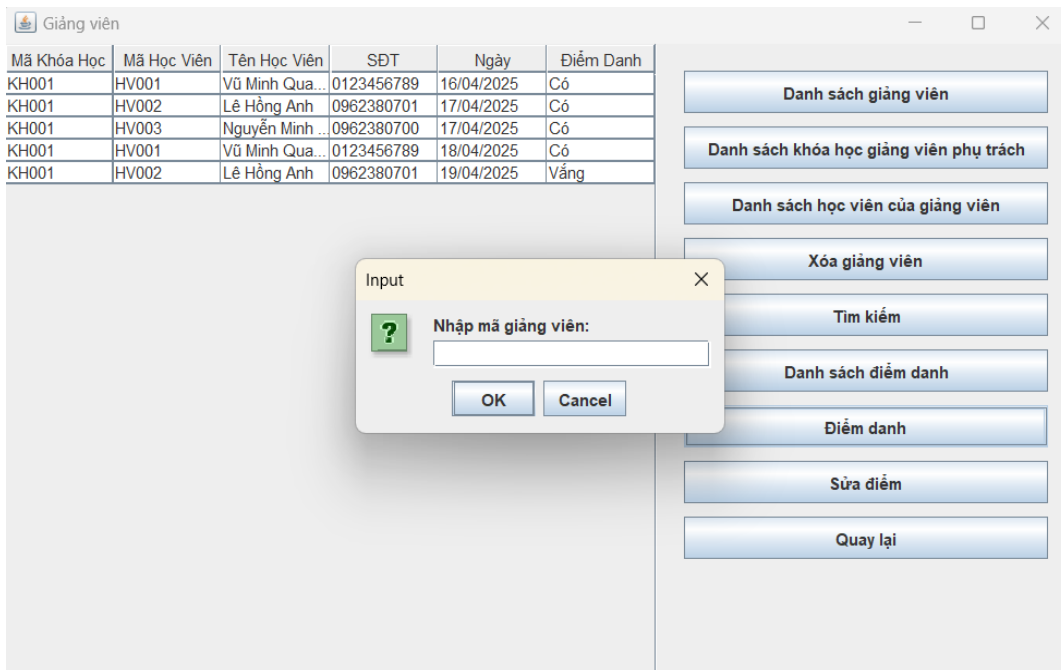 Giảng viên
Mã Khóa Học Mã Học Viên Tên Học Viên SĐT Ngày Điểm Danh
KH001 HV001 Vũ Minh Qua... 0123456789 16/04/2025 Có
KH001 HV002 Lê Hồng Anh 0962380701 17/04/2025 Có
KH001 HV003 Nguyễn Minh ... 0962380700 17/04/2025 Có
KH001 HV001 Vũ Minh Qua... 0123456789 18/04/2025 Có
KH001 HV002 Lê Hồng Anh 0962380701 19/04/2025 Vắng
Danh sách giảng viên
Danh sách khóa học giảng viên phụ trách
Danh sách học viên của giảng viên
Xóa giảng viên
Tìm kiếm
Danh sách điểm danh
Điểm danh
Sửa điểm
Quay lại
Input
?
Nhập mã giảng viên:
OK Cancel